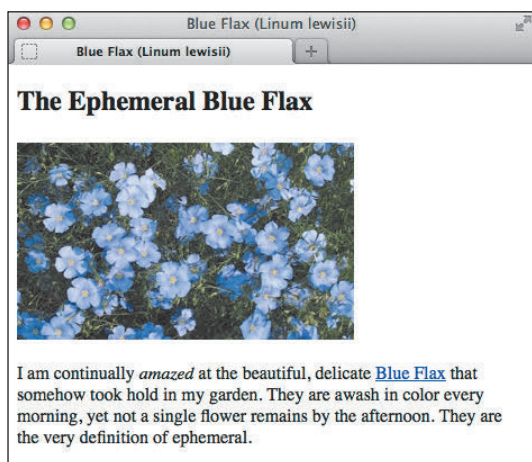 Blue Flax (Linum lewisii)
Blue Flax (Linum lewisii)
The Ephemeral Blue Flax
I am continually amazed at the beautiful, delicate Blue Flax that
somehow took hold in my garden. They are awash in color every
morning, yet not a single flower remains by the afternoon. They are
the very definition of ephemeral.